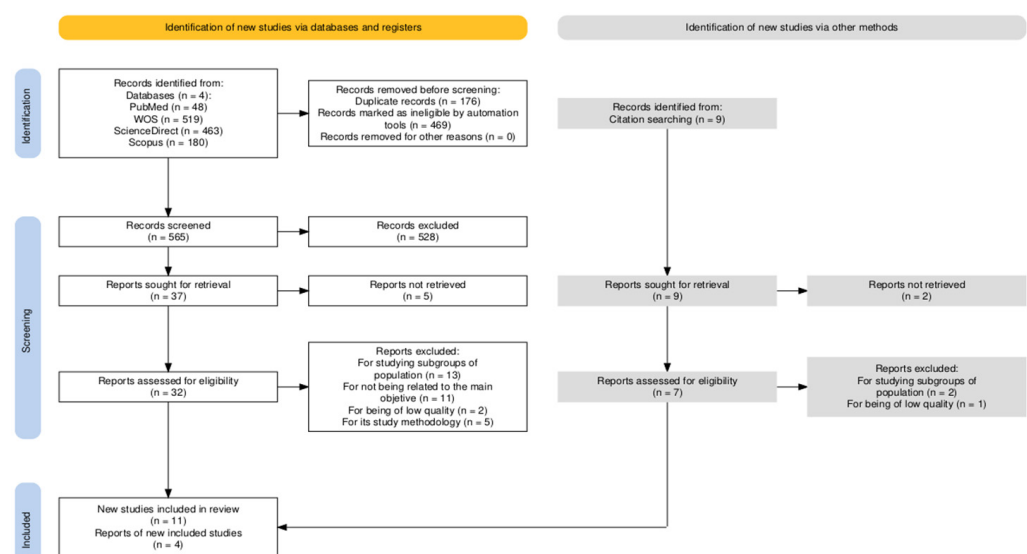 Identification of new studies via databases and registers
Identification of new studies via other methods
Identification
Records identified from:
Databases (n = 4):
PubMed (n = 48)
WOS (n = 519)
ScienceDirect (n = 463)
Scopus (n = 180)
Records removed before screening:
Duplicate records (n = 176)
Records marked as ineligible by automation
tools (n = 469)
Records removed for other reasons (n = 0)
Records identified from:
Citation searching (n = 9)
Screening
Records screened
(n = 565)
Records excluded
(n = 528)
Reports sought for retrieval
(n = 37)
Reports not retrieved
(n = 5)
Reports sought for retrieval
(n = 9)
Reports not retrieved
(n = 2)
Reports assessed for eligibility
(n = 32)
Reports excluded:
For studying subgroups of
population (n = 13)
For not being related to the main
objetive (n = 11)
For being of low quality (n = 2)
For its study methodology (n = 5)
Reports assessed for eligibility
(n = 7)
Reports excluded:
For studying subgroups of
population (n = 2)
For being of low quality (n = 1)
Included
New studies included in review
(n = 11)
Reports of new included studies
(n = 4)